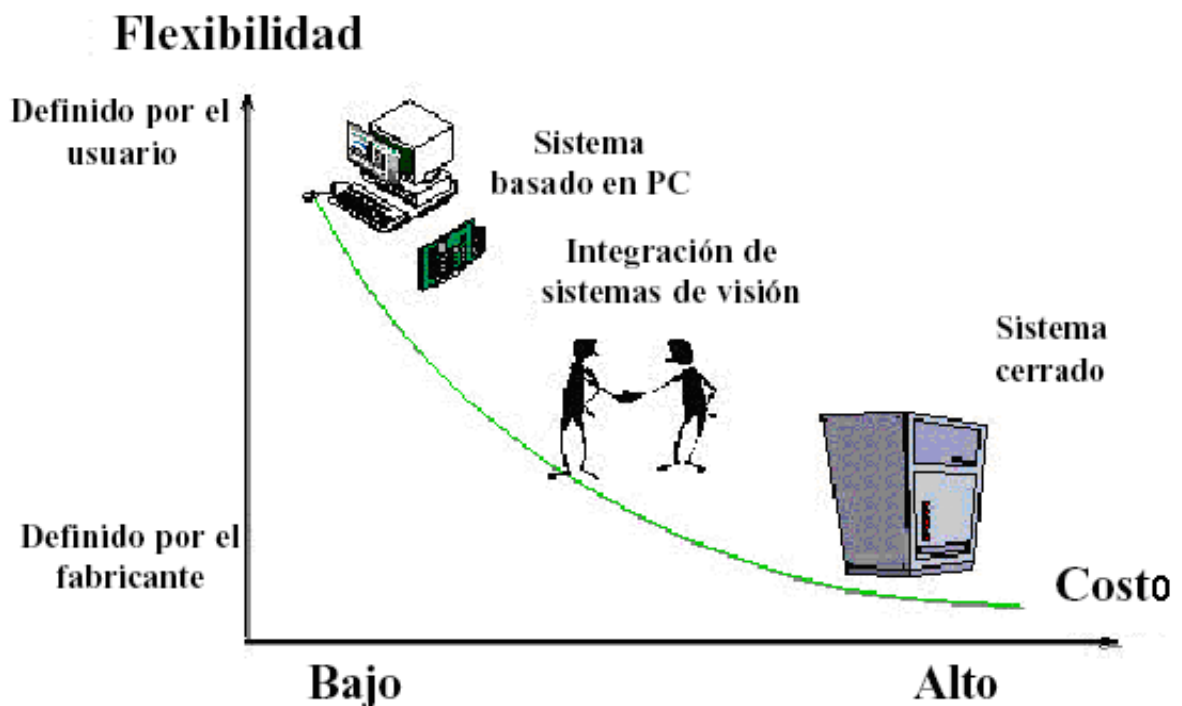 Flexibilidad
Definido por el
usuario
Sistema
basado en PC
Integración de
sistemas de visión
Sistema
cerrado
Definido por el
fabricante
Costo
Bajo
Alto